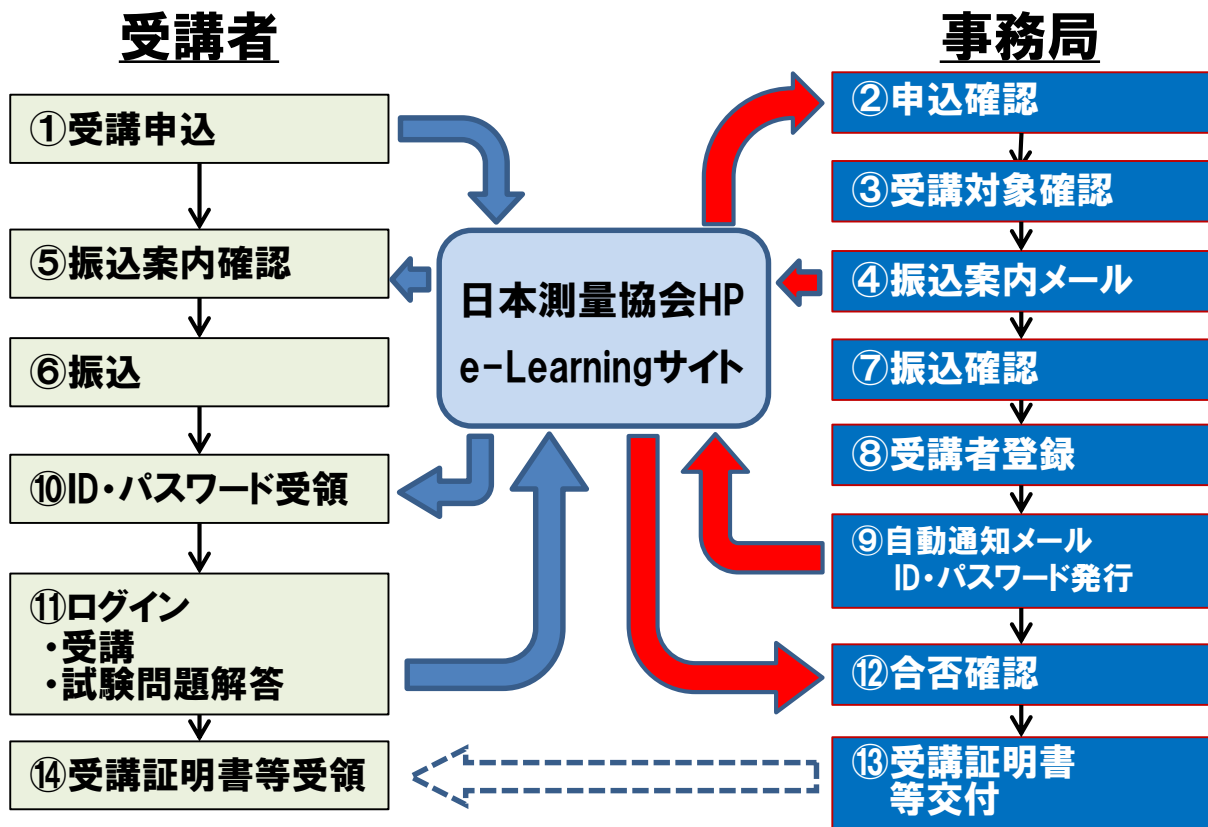 受講者
①受講申込
⑤振込案内確認
⑥振込
⑩ID・パスワード受領
⑪ログイン
・受講
・試験問題解答
⑭受講証明書等受領
日本測量協会HP
e-Learningサイト
事務局
②申込確認
③受講対象確認
④振込案内メール
⑦振込確認
⑧受講者登録
⑨自動通知メール
ID・パスワード発行
⑫合否確認
⑬受講証明書
等交付